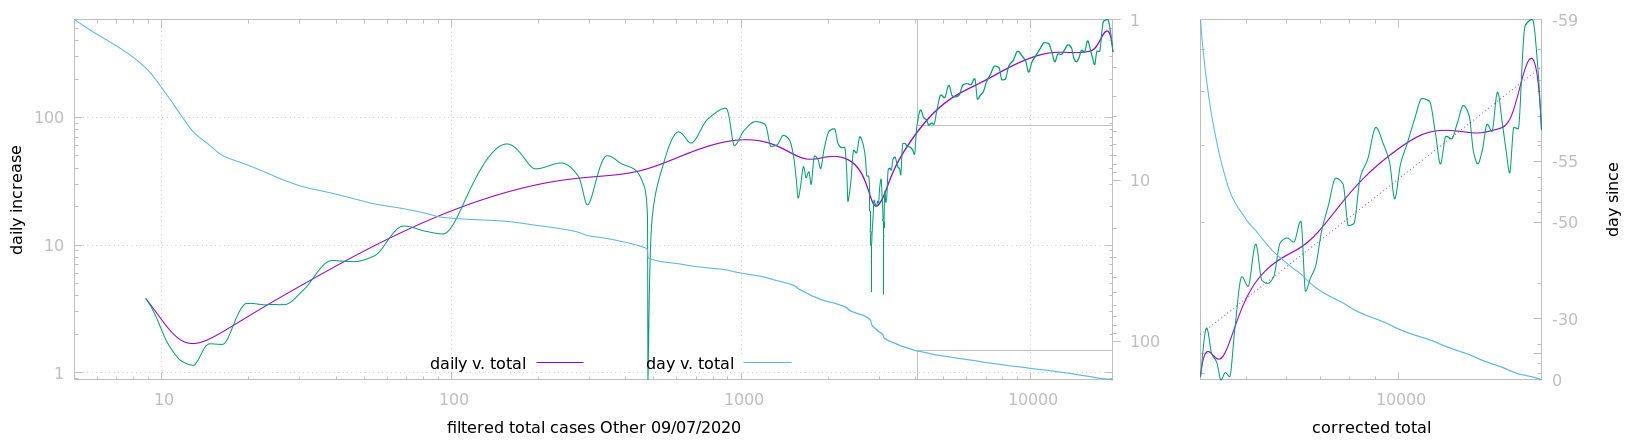 daily increase
100
10
1
10
100
1000
10000
1
10
100
daily v. total
day v. total
filtered total cases Other 09/07/2020
10000
corrected total
-59
-55
-50
-30
0
day since